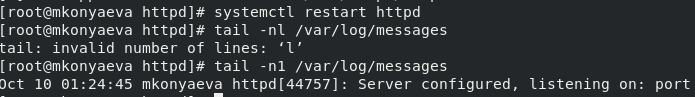 [root@mkonyaeva httpd]# systemctl restart httpd
[root@mkonyaeva httpd]# tail -nl /var/log/messages
tail: invalid number of lines: ‘l’
[root@mkonyaeva httpd]# tail -n1 /var/log/messages
Oct 10 01:24:45 mkonyaeva httpd[44757]: Server configured, listening on: port